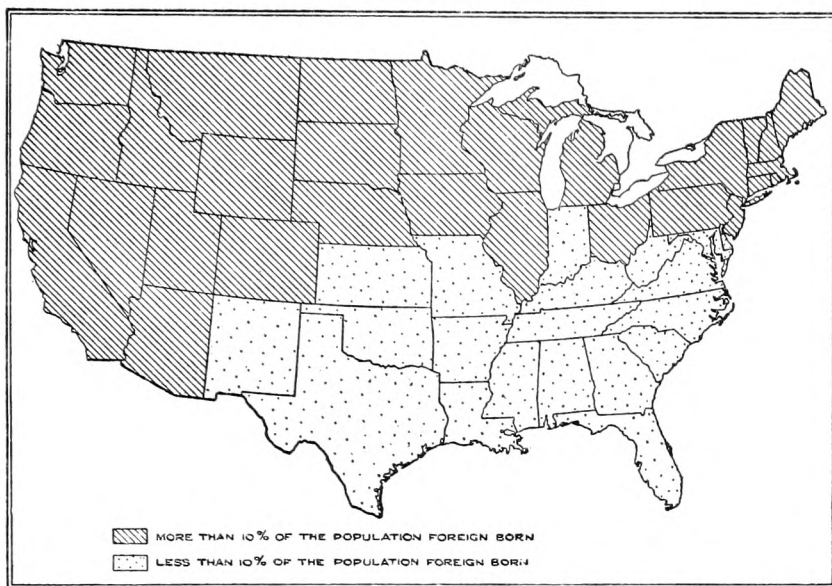 MORE THAN 10% OF THE POPULATION FOREIGN BORN
LESS THAN 10% OF THE POPULATION FOREIGN BORN